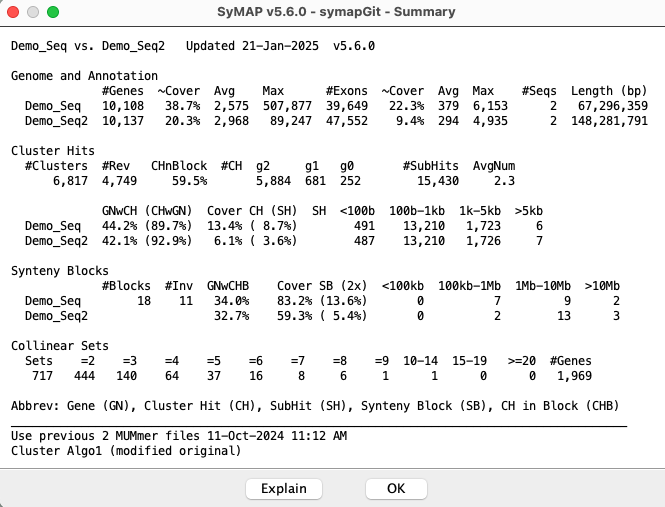 SyMAP v5.6.0 - symapGit - Summary
Demo_Seq vs. Demo_Seq2   Updated 21-Jan-2025  v5.6.0
Genome and Annotation
#Genes  ~Cover  Avg    Max      #Exons  ~Cover  Avg  Max    #Seqs  Length (bp)
Demo_Seq   10,108  38.7%  2,575  507,877  39,649  22.3%  379  6,153      2   67,296,359
Demo_Seq2  10,137  20.3%  2,968   89,247  47,552   9.4%  294  4,935      2  148,281,791
Cluster Hits
#Clusters  #Rev   CHnBlock  #CH  g2     g1   g0       #SubHits  AvgNum
6,817  4,749     59.5%       5,884  681  252        15,430    2.3
GNwCH (CHwGN)  Cover CH (SH)  SH  <100b  100b-1kb  1k-5kb  >5kb
Demo_Seq   44.2% (89.7%)  13.4% ( 8.7%)      491    13,210   1,723     6
Demo_Seq2  42.1% (92.9%)   6.1% ( 3.6%)      487    13,210   1,726     7
Synteny Blocks
#Blocks  #Inv  GNwCHB    Cover SB (2x)  <100kb  100kb-1Mb  1Mb-10Mb  >10Mb
Demo_Seq        18    11   34.0%    83.2% (13.6%)       0          7         9      2
Demo_Seq2                  32.7%    59.3% ( 5.4%)       0          2        13      3
Collinear Sets
Sets   =2    =3    =4    =5    =6    =7    =8    =9  10-14  15-19   >=20  #Genes
717  444   140    64    37    16     8     6     1      1      0      0   1,969
Abbrev: Gene (GN), Cluster Hit (CH), SubHit (SH), Synteny Block (SB), CH in Block (CHB)
Use previous 2 MUMmer files 11-Oct-2024 11:12 AM
Cluster Algo1 (modified original)
Explain
OK